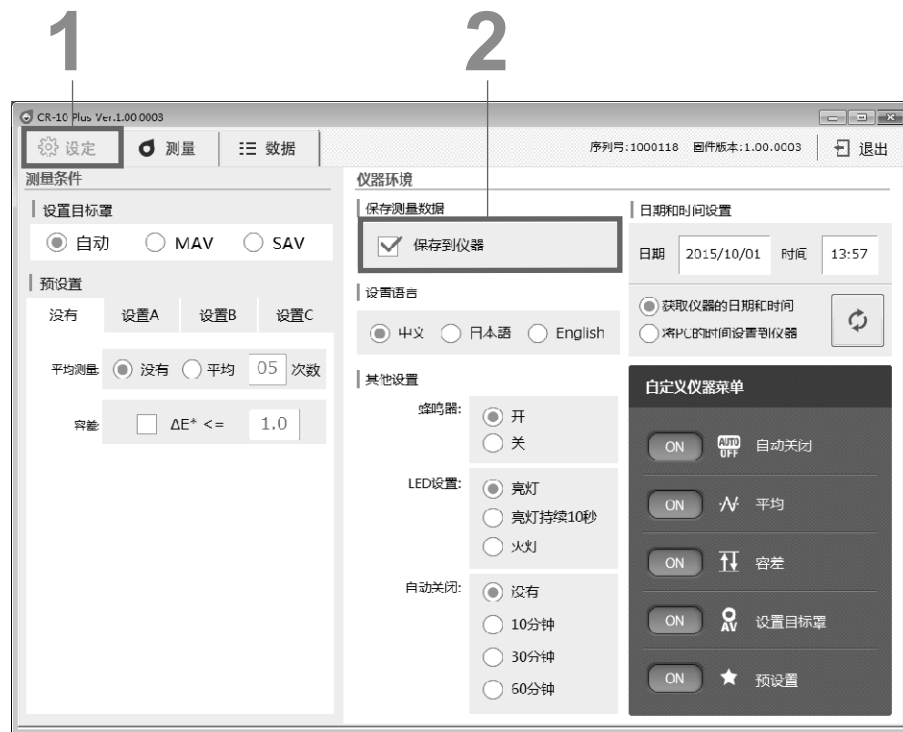 1
2
CR-10 Plus Ver.1.00.0003
设定
测量
数据
序列号:1000118 固件版本:1.00.0003
退出
测量条件
设置目标罩
自动 MAV SAV
预设置
没有 设置A 设置B 设置C
平均测量: 没有 平均 05 次数
容差: ΔE* <= 1.0
仪器环境
保存测量数据
保存到仪器
设置语言
中文 日本語 English
其他设置
蜂鸣器:
开
关
LED设置:
亮灯
亮灯持续10秒
火灯
自动关闭:
没有
10分钟
30分钟
60分钟
日期和时间设置
日期 2015/10/01 时间 13:57
获取仪器的日期和时间
将PC的时间设置到仪器
自定义仪器菜单
ON AUTO OFF 自动关闭
ON 平均
ON 容差
ON AV 设置目标罩
ON 预设置